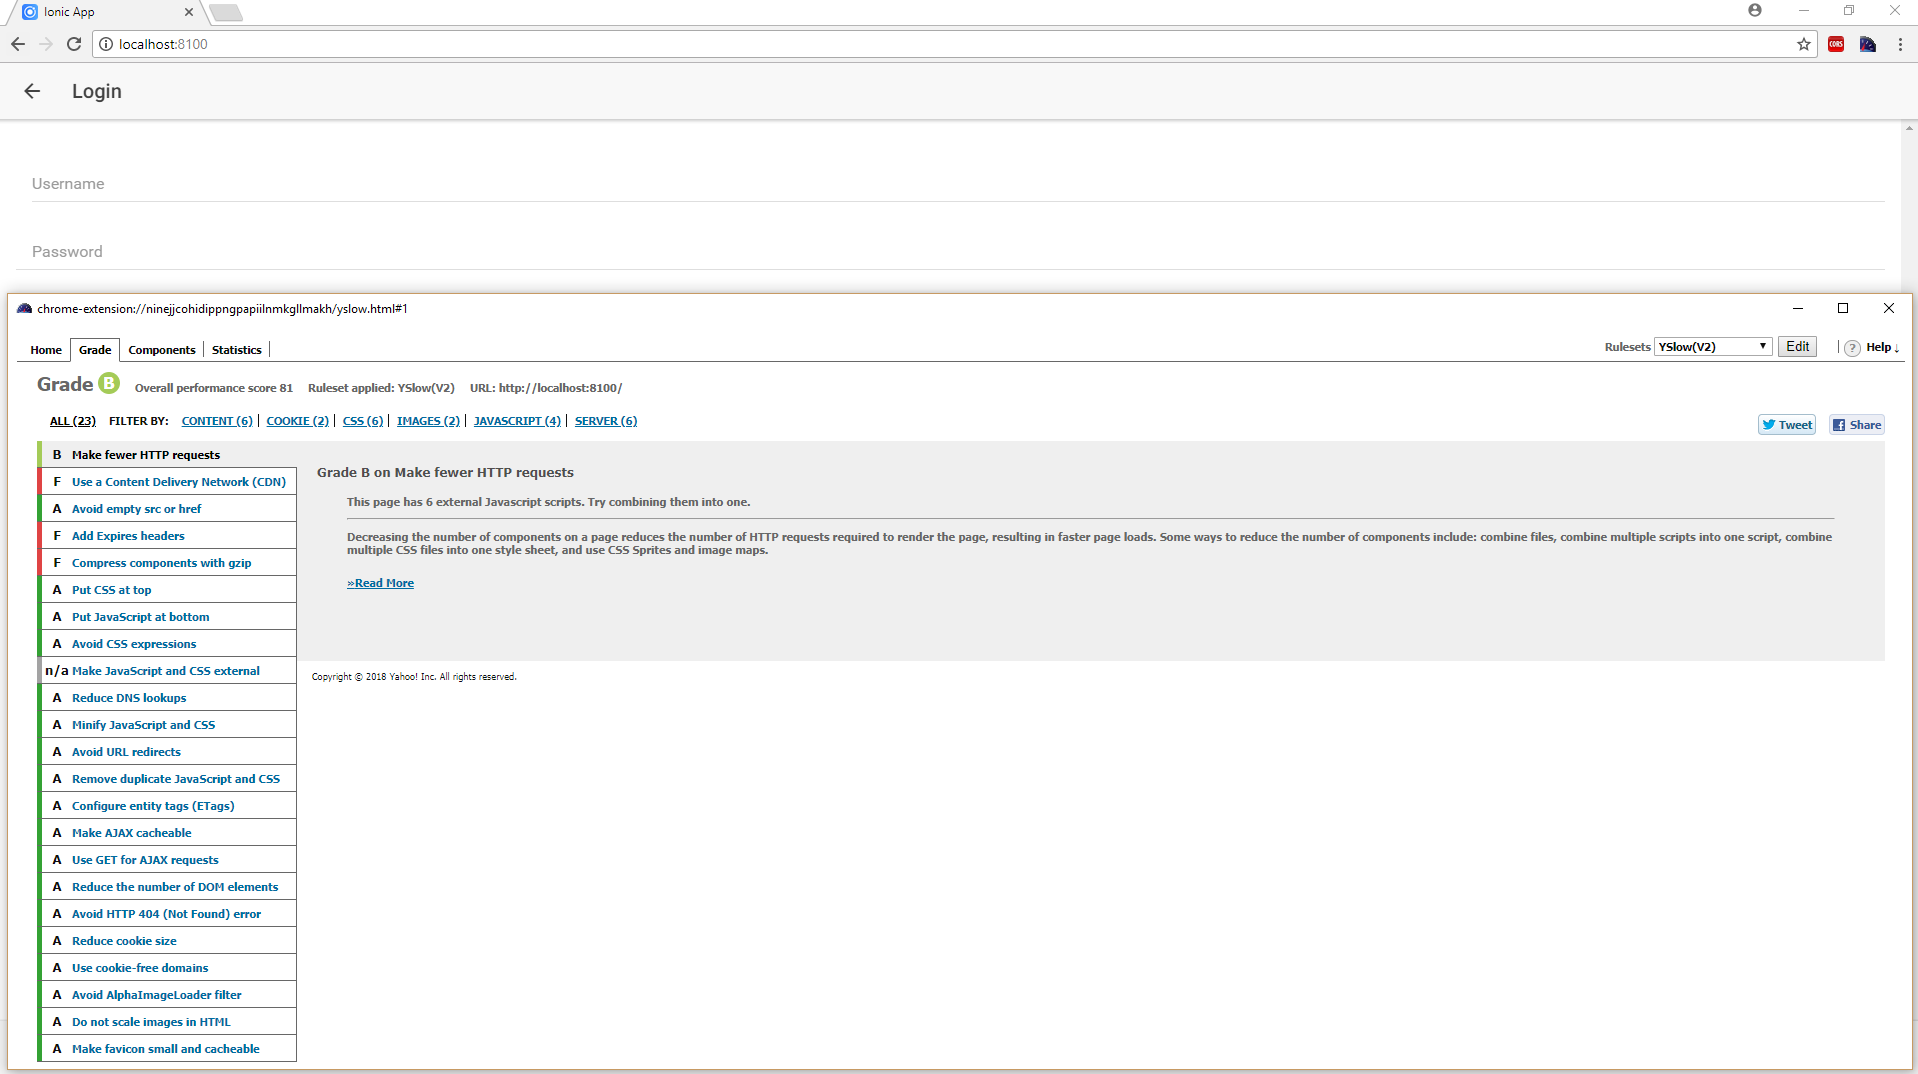 Ionic App
localhost:8100
CORS
Login
Username
Password
chrome-extension://ninejjcohidippngpapiilnmkgllmakh/yslow.html#1
Home Grade Components Statistics Rulesets YSlow(V2) Edit ? Help ↓
Grade B Overall performance score 81 Ruleset applied: YSlow(V2) URL: http://localhost:8100/
ALL (23) FILTER BY: CONTENT (6) COOKIE (2) CSS (6) IMAGES (2) JAVASCRIPT (4) SERVER (6)
Tweet Share
B Make fewer HTTP requests
F Use a Content Delivery Network (CDN)
A Avoid empty src or href
F Add Expires headers
F Compress components with gzip
A Put CSS at top
A Put JavaScript at bottom
A Avoid CSS expressions
n/a Make JavaScript and CSS external
A Reduce DNS lookups
A Minify JavaScript and CSS
A Avoid URL redirects
A Remove duplicate JavaScript and CSS
A Configure entity tags (ETags)
A Make AJAX cacheable
A Use GET for AJAX requests
A Reduce the number of DOM elements
A Avoid HTTP 404 (Not Found) error
A Reduce cookie size
A Use cookie-free domains
A Avoid AlphaImageLoader filter
A Do not scale images in HTML
A Make favicon small and cacheable
Grade B on Make fewer HTTP requests
This page has 6 external Javascript scripts. Try combining them into one.
Decreasing the number of components on a page reduces the number of HTTP requests required to render the page, resulting in faster page loads. Some ways to reduce the number of components include: combine files, combine multiple scripts into one script, combine
multiple CSS files into one style sheet, and use CSS Sprites and image maps.
»Read More
Copyright © 2018 Yahoo! Inc. All rights reserved.